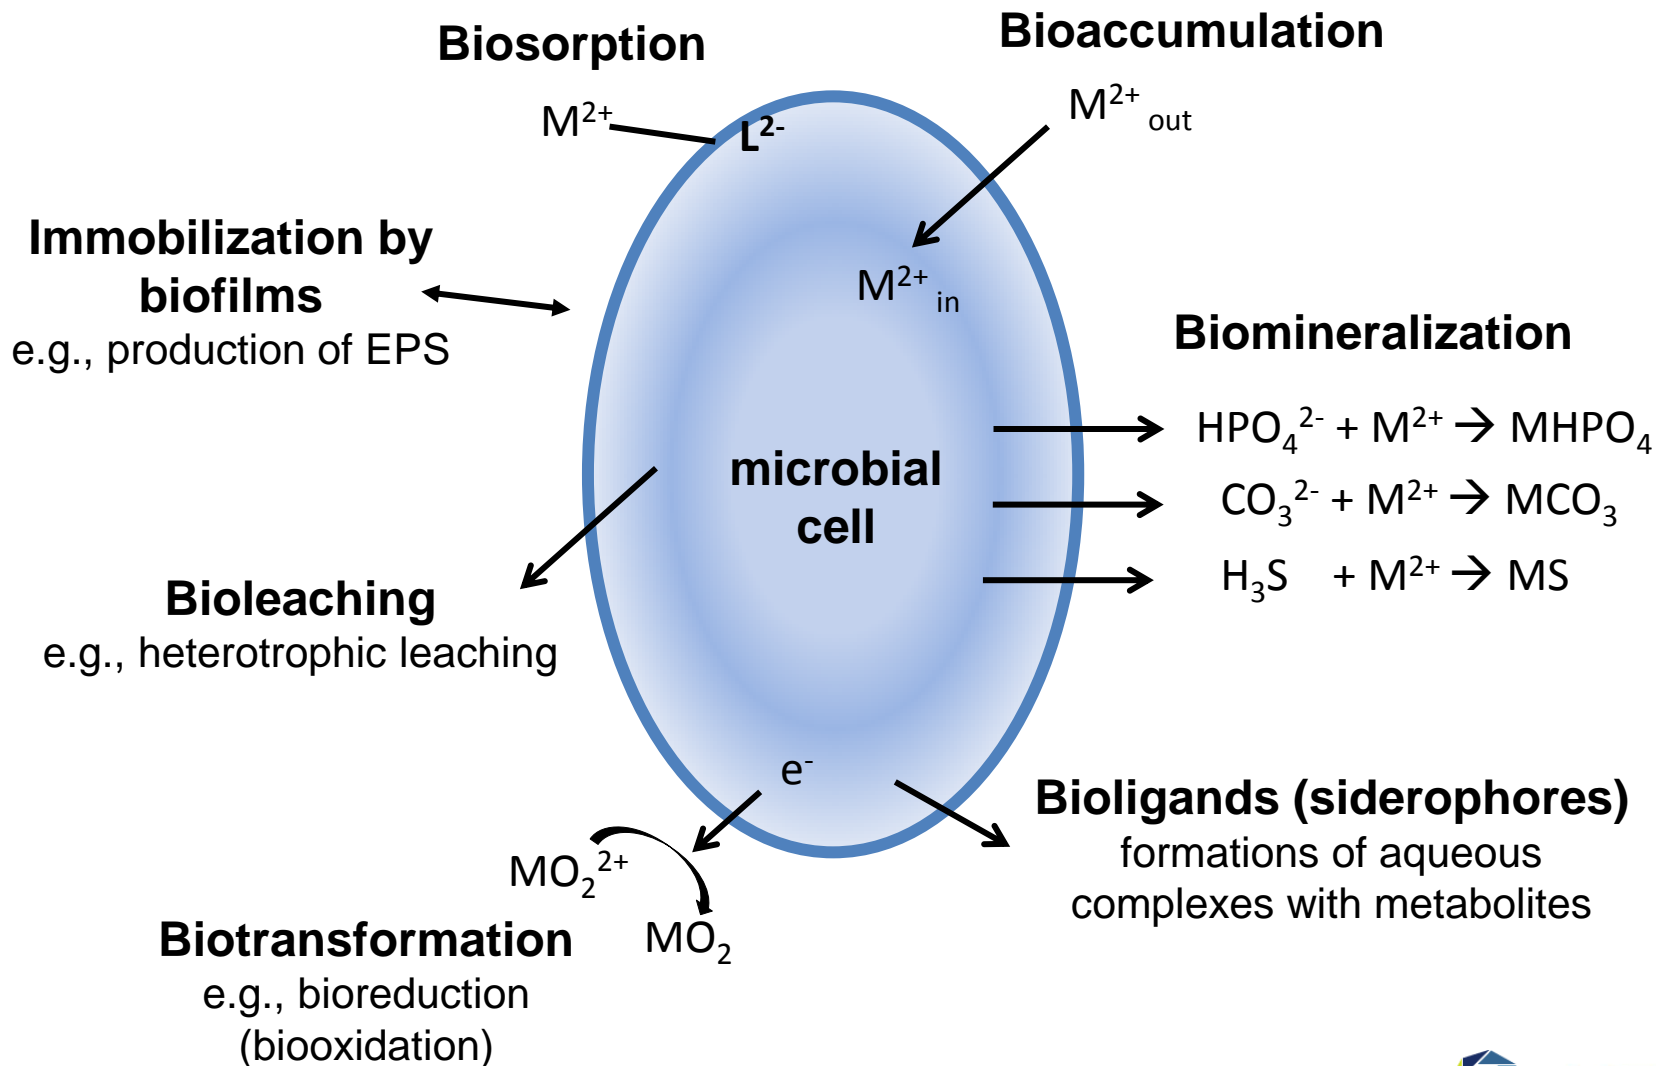 Biosorption
M²⁺
L²⁻
Bioaccumulation
M²⁺ out
M²⁺ in
Immobilization by
biofilms
e.g., production of EPS
Biomineralization
HPO₄²⁻ + M²⁺ → MHPO₄
CO₃²⁻ + M²⁺ → MCO₃
H₃S + M²⁺ → MS
microbial
cell
Bioleaching
e.g., heterotrophic leaching
e⁻
MO₂²⁺
MO₂
Biotransformation
e.g., bioreduction
(biooxidation)
Bioligands (siderophores)
formations of aqueous
complexes with metabolites